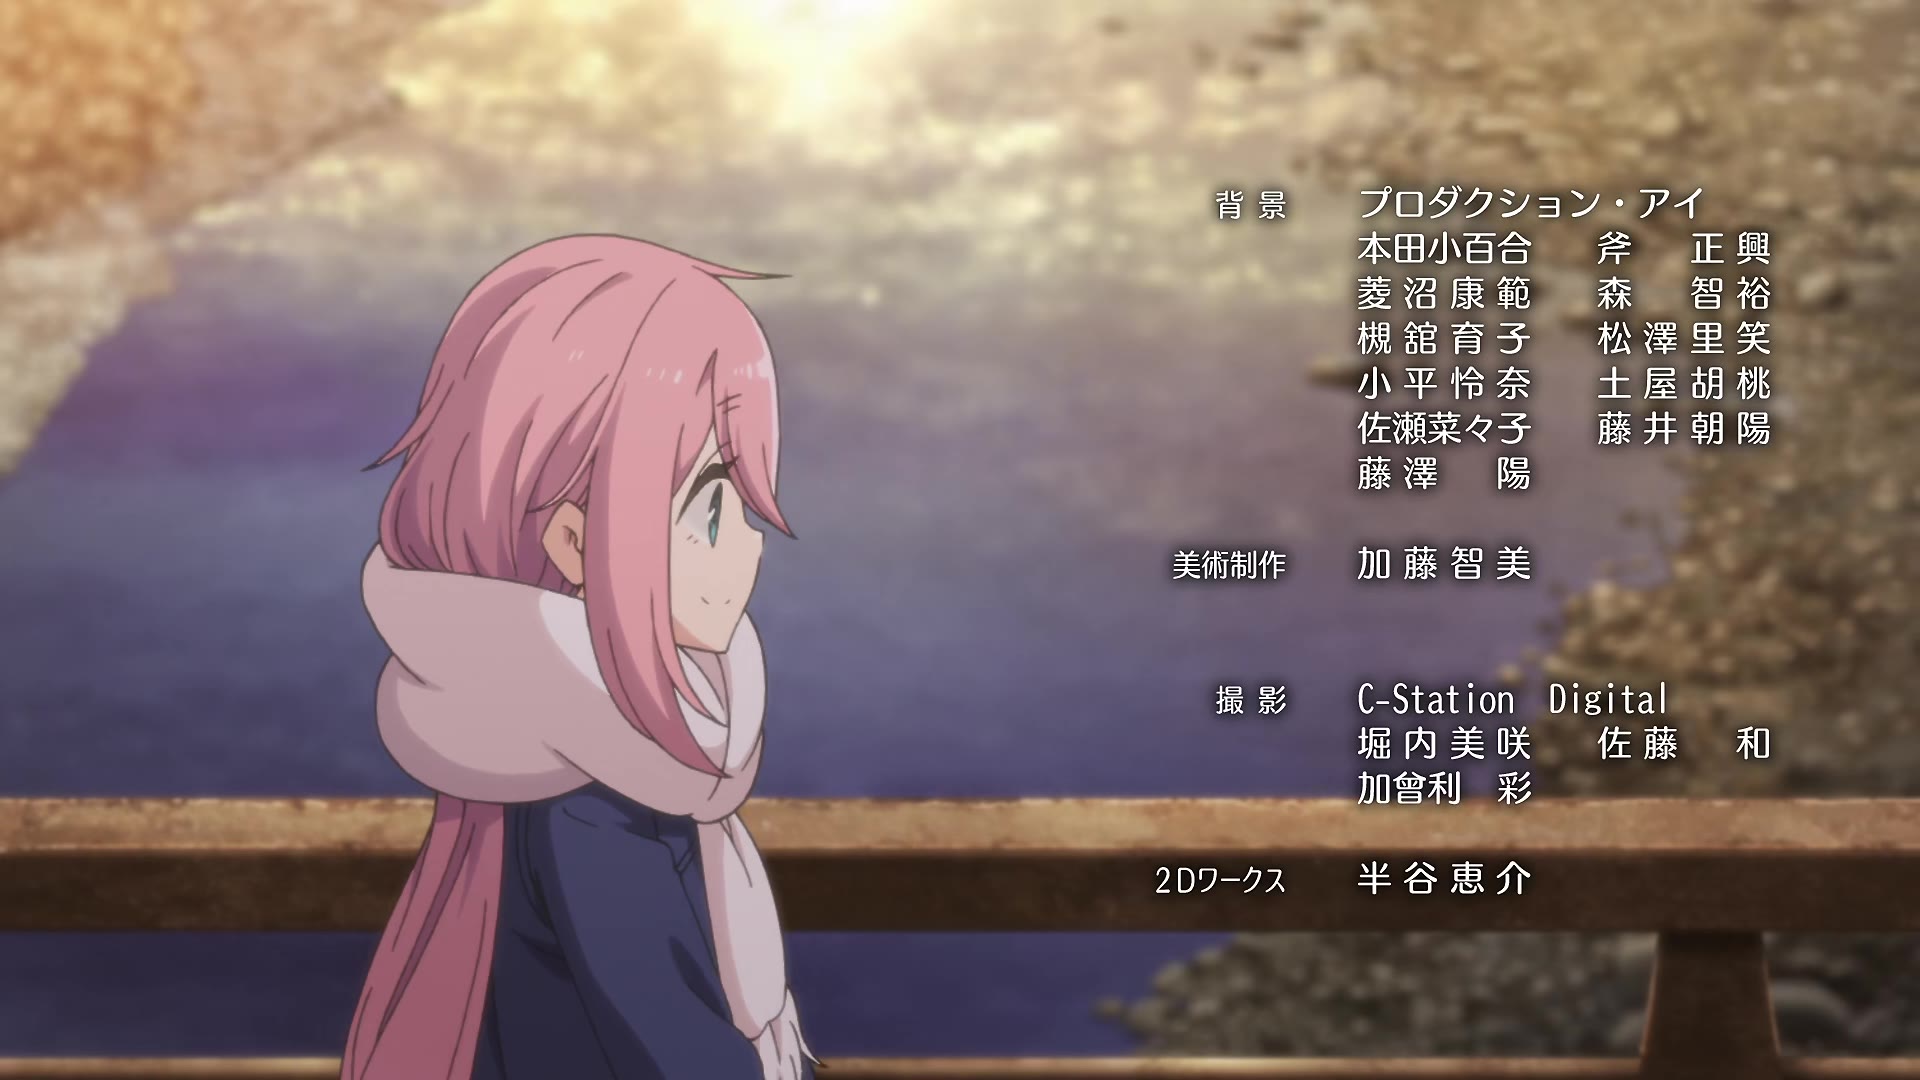 背景 プロダクション・アイ
本田小百合 斧 正興
菱沼康範 森 智裕
槻舘育子 松澤里笑
小平怜奈 土屋胡桃
佐瀬菜々子 藤井朝陽
藤澤 陽
美術制作 加藤智美
撮影 C-Station Digital
堀内美咲 佐藤 和
加曾利 彩
2Dワークス 半谷恵介